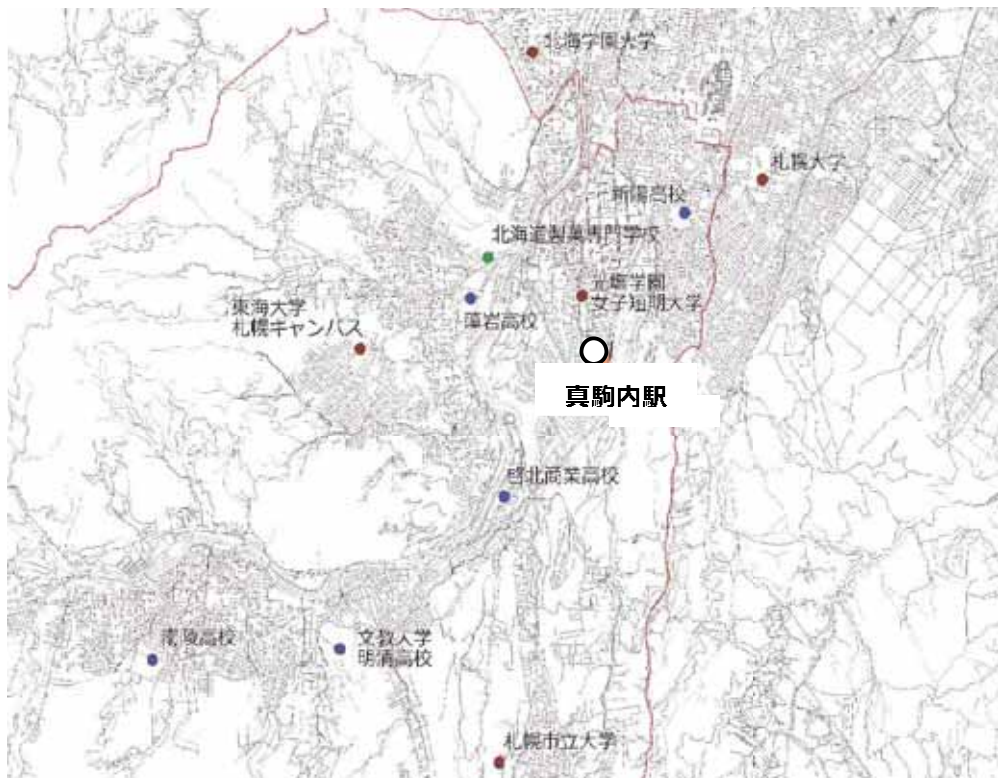 北海学園大学
札幌大学
新陽高校
北海道製菓専門学校
光塩学園
女子短期大学
東海大学
札幌キャンパス
藻岩高校
真駒内駅
啓北商業高校
南陵高校
文教大学
明清高校
札幌市立大学